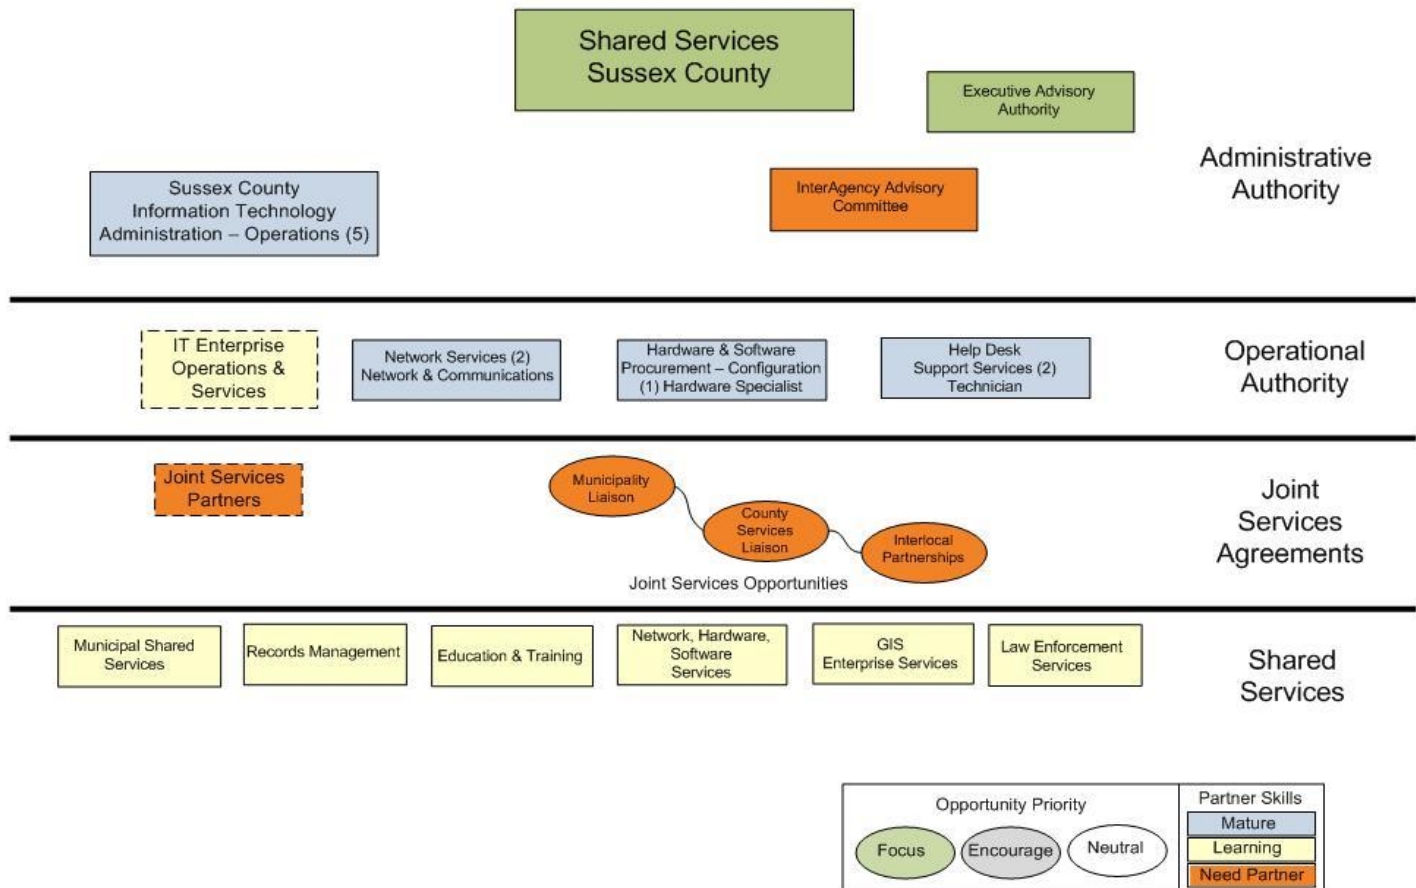 Shared Services
Sussex County
Executive Advisory
Authority
Administrative
Authority
InterAgency Advisory
Committee
Sussex County
Information Technology
Administration – Operations (5)
IT Enterprise
Operations &
Services
Network Services (2)
Network & Communications
Hardware & Software
Procurement – Configuration
(1) Hardware Specialist
Help Desk
Support Services (2)
Technician
Operational
Authority
Joint Services
Partners
Municipality
Liaison
County
Services
Liaison
Interlocal
Partnerships
Joint Services Opportunities
Joint
Services
Agreements
Municipal Shared
Services
Records Management
Education & Training
Network, Hardware,
Software
Services
GIS
Enterprise Services
Law Enforcement
Services
Shared
Services
Opportunity Priority
Focus
Encourage
Neutral
Partner Skills
Mature
Learning
Need Partner